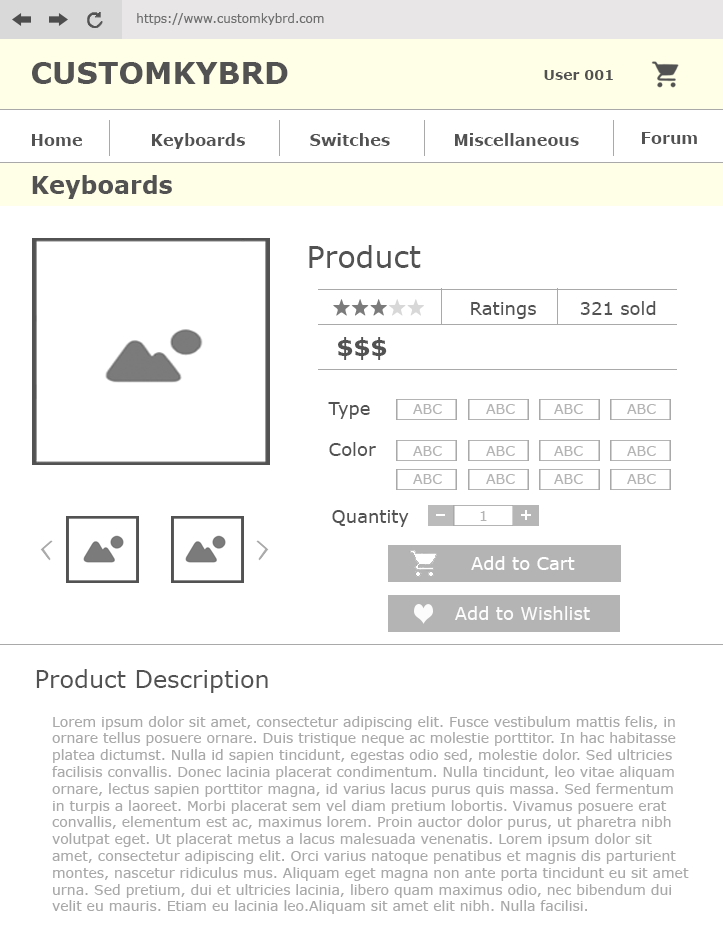 https://www.customkybrd.com
CUSTOMKYBRD
User 001
Home Keyboards Switches Miscellaneous Forum
Keyboards
Product
Ratings 321 sold
$$$
Type ABC ABC ABC ABC
Color ABC ABC ABC ABC
ABC ABC ABC ABC
Quantity − 1 +
Add to Cart
Add to Wishlist
Product Description
Lorem ipsum dolor sit amet, consectetur adipiscing elit. Fusce vestibulum mattis felis, in
ornare tellus posuere ornare. Duis tristique neque ac molestie porttitor. In hac habitasse
platea dictumst. Nulla id sapien tincidunt, egestas odio sed, molestie dolor. Sed ultricies
facilisis convallis. Donec lacinia placerat condimentum. Nulla tincidunt, leo vitae aliquam
ornare, lectus sapien porttitor magna, id varius lacus purus quis massa. Sed fermentum
in turpis a laoreet. Morbi placerat sem vel diam pretium lobortis. Vivamus posuere erat
convallis, elementum est ac, maximus lorem. Proin auctor dolor purus, ut pharetra nibh
volutpat eget. Ut placerat metus a lacus malesuada venenatis. Lorem ipsum dolor sit
amet, consectetur adipiscing elit. Orci varius natoque penatibus et magnis dis parturient
montes, nascetur ridiculus mus. Aliquam eget magna non ante porta tincidunt eu sit amet
urna. Sed pretium, dui et ultricies lacinia, libero quam maximus odio, nec bibendum dui
velit eu mauris. Etiam eu lacinia leo.Aliquam sit amet elit nibh. Nulla facilisi.